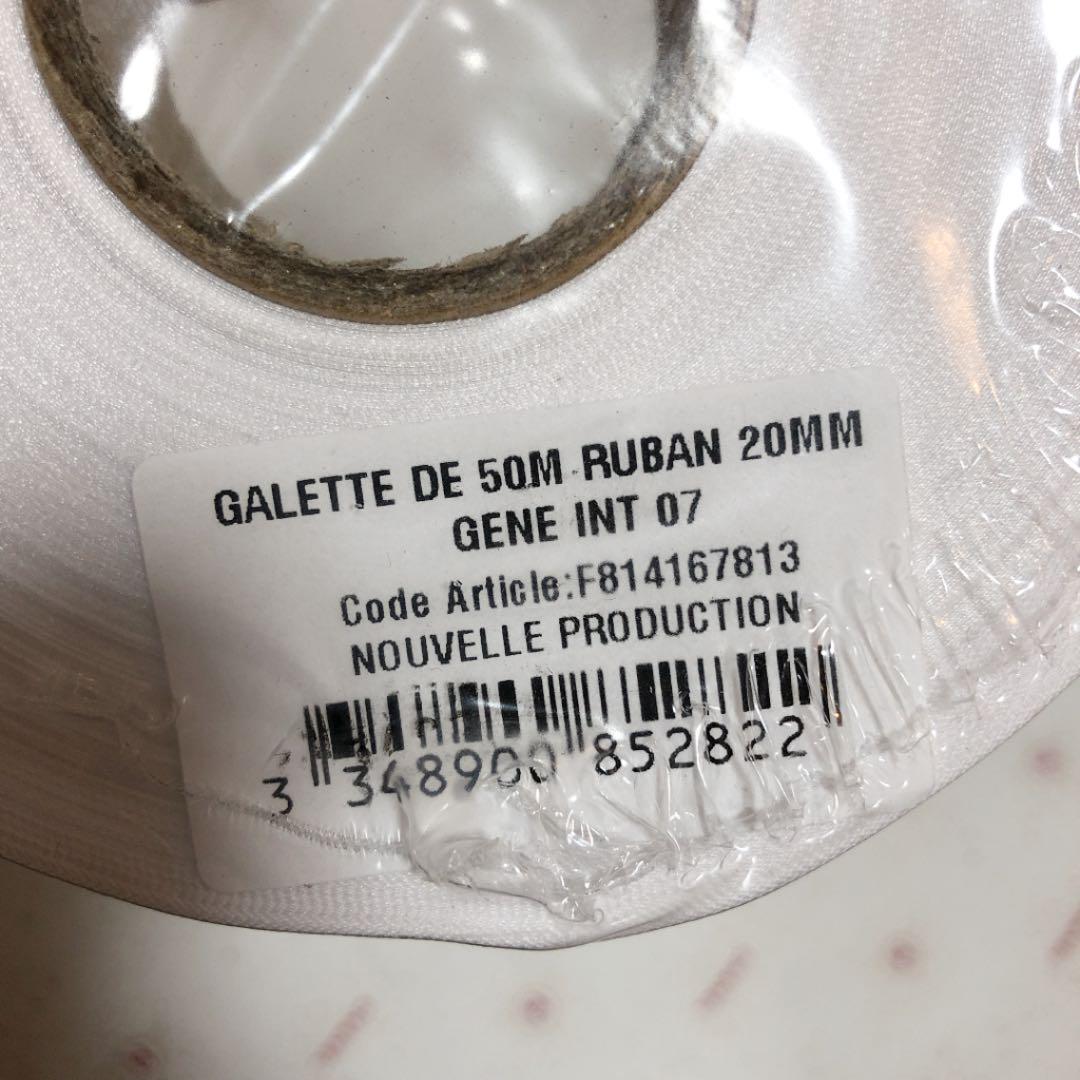 GALETTE DE 50M RUBAN 20MM
GENE INT 07
Code Article:F814167813
NOUVELLE PRODUCTION
3 348900 852822